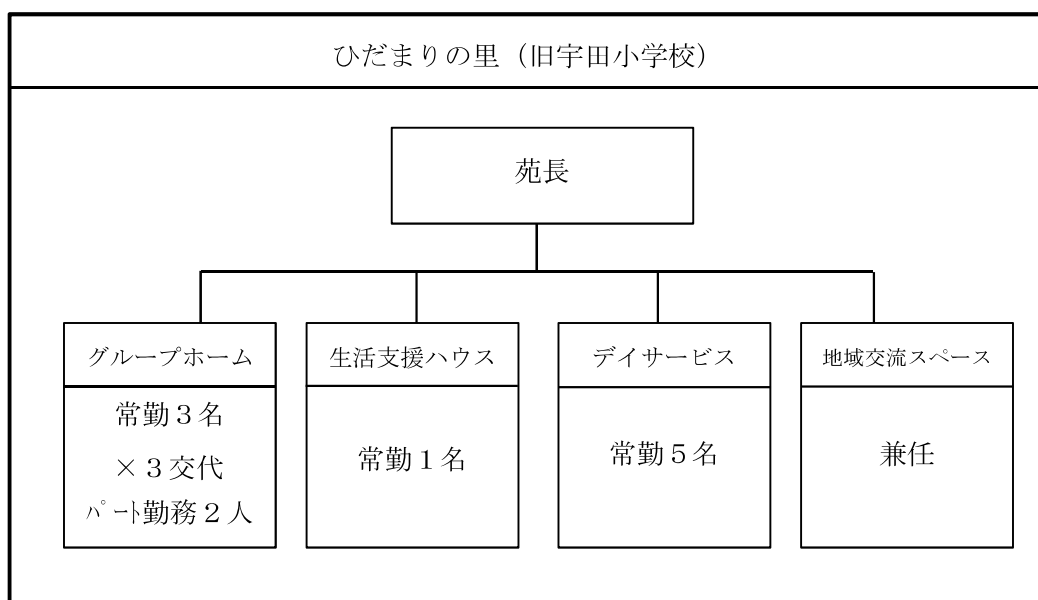 ひだまりの里（旧宇田小学校）
苑長
グループホーム
常勤３名
×３交代
ﾊﾟｰﾄ勤務２人
生活支援ハウス
常勤１名
デイサービス
常勤５名
地域交流スペース
兼任